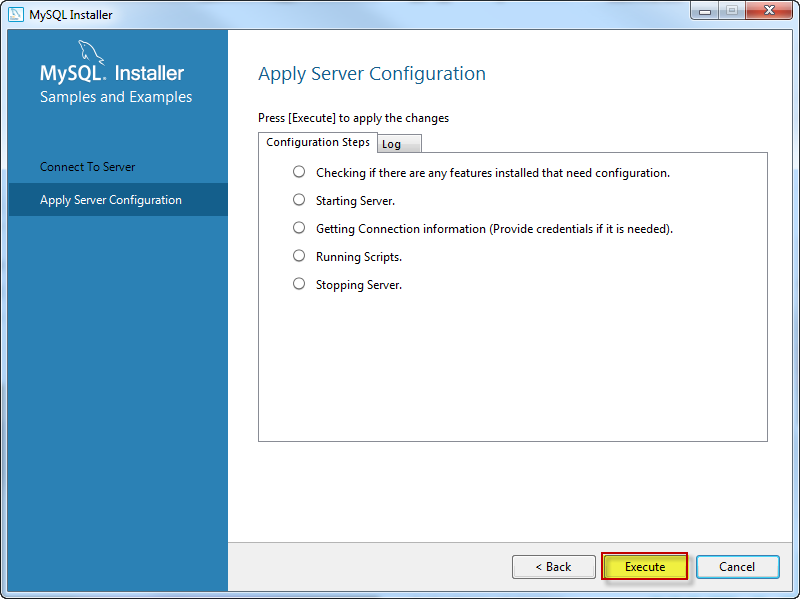 MySQL Installer
MySQL. Installer
Samples and Examples
Connect To Server
Apply Server Configuration
Apply Server Configuration
Press [Execute] to apply the changes
Configuration Steps Log
Checking if there are any features installed that need configuration.
Starting Server.
Getting Connection information (Provide credentials if it is needed).
Running Scripts.
Stopping Server.
< Back Execute Cancel